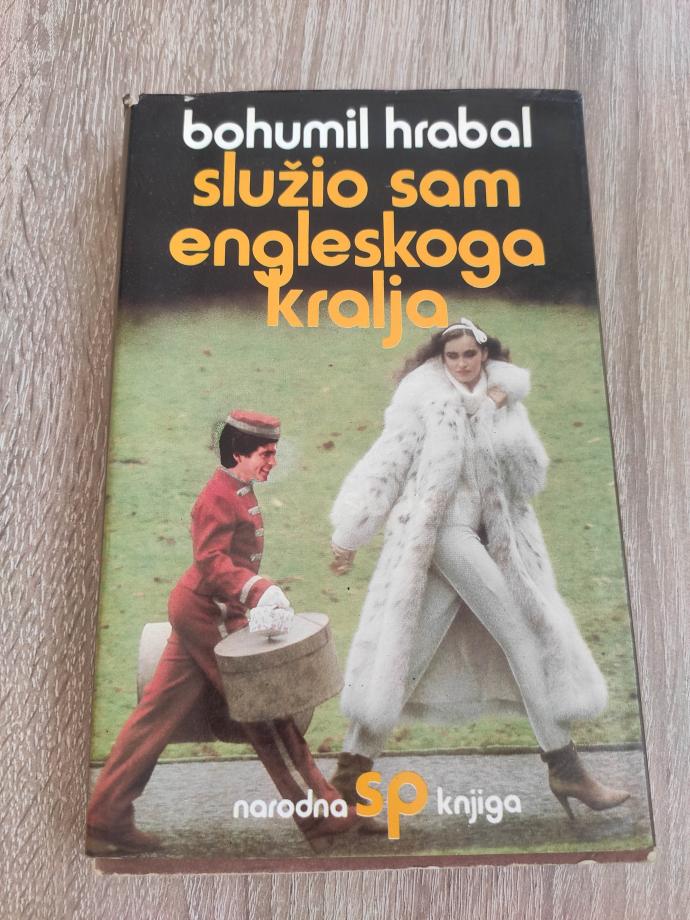 bohumil hrabal
služio sam
engleskoga
kralja
narodna sp knjiga